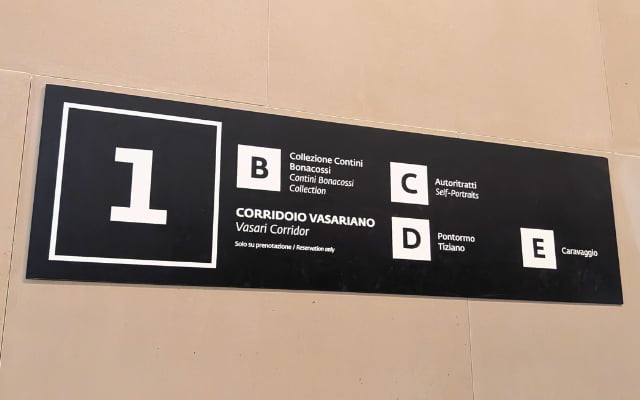 1
B
Collezione Contini
Bonacossi
Contini Bonacossi
Collection
CORRIDOIO VASARIANO
Vasari Corridor
Solo su prenotazione / Reservation only
C
Autoritratti
Self-Portraits
D
Pontormo
Tiziano
E
Caravaggio